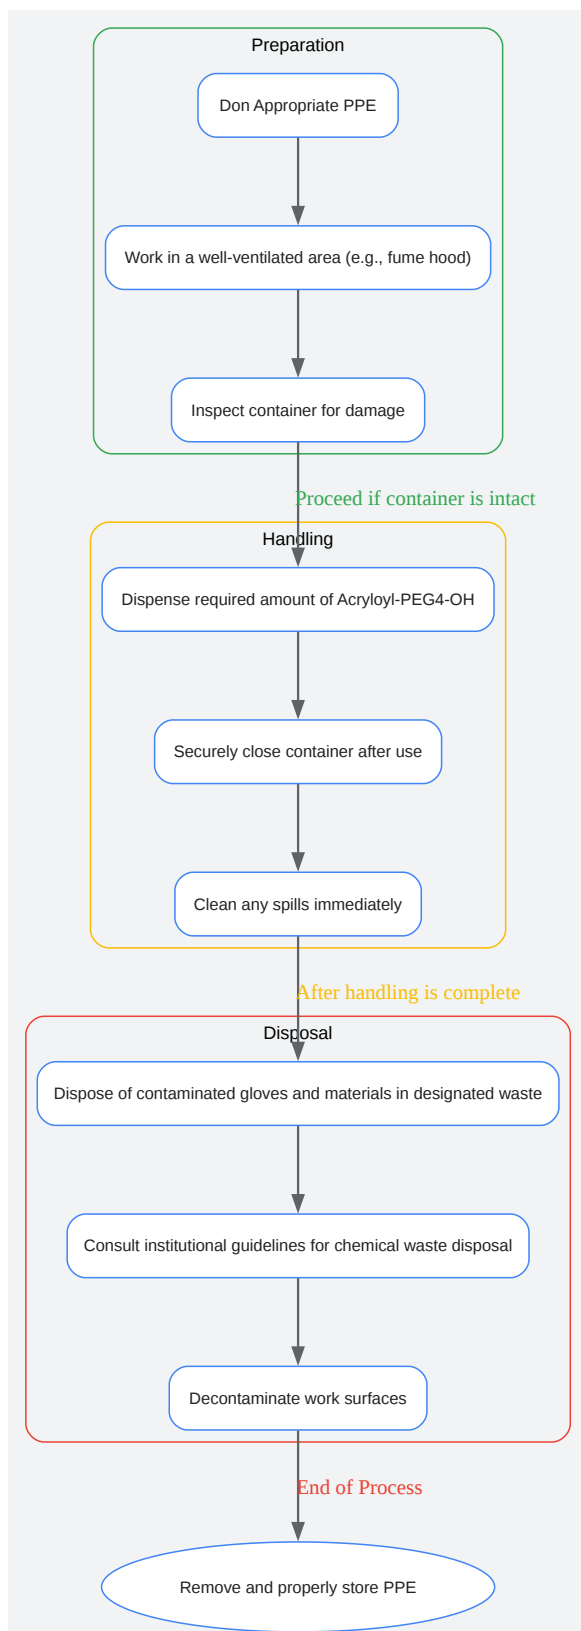 Preparation
Don Appropriate PPE
Work in a well-ventilated area (e.g., fume hood)
Inspect container for damage
Proceed if container is intact
Handling
Dispense required amount of Acryloyl-PEG4-OH
Securely close container after use
Clean any spills immediately
After handling is complete
Disposal
Dispose of contaminated gloves and materials in designated waste
Consult institutional guidelines for chemical waste disposal
Decontaminate work surfaces
End of Process
Remove and properly store PPE